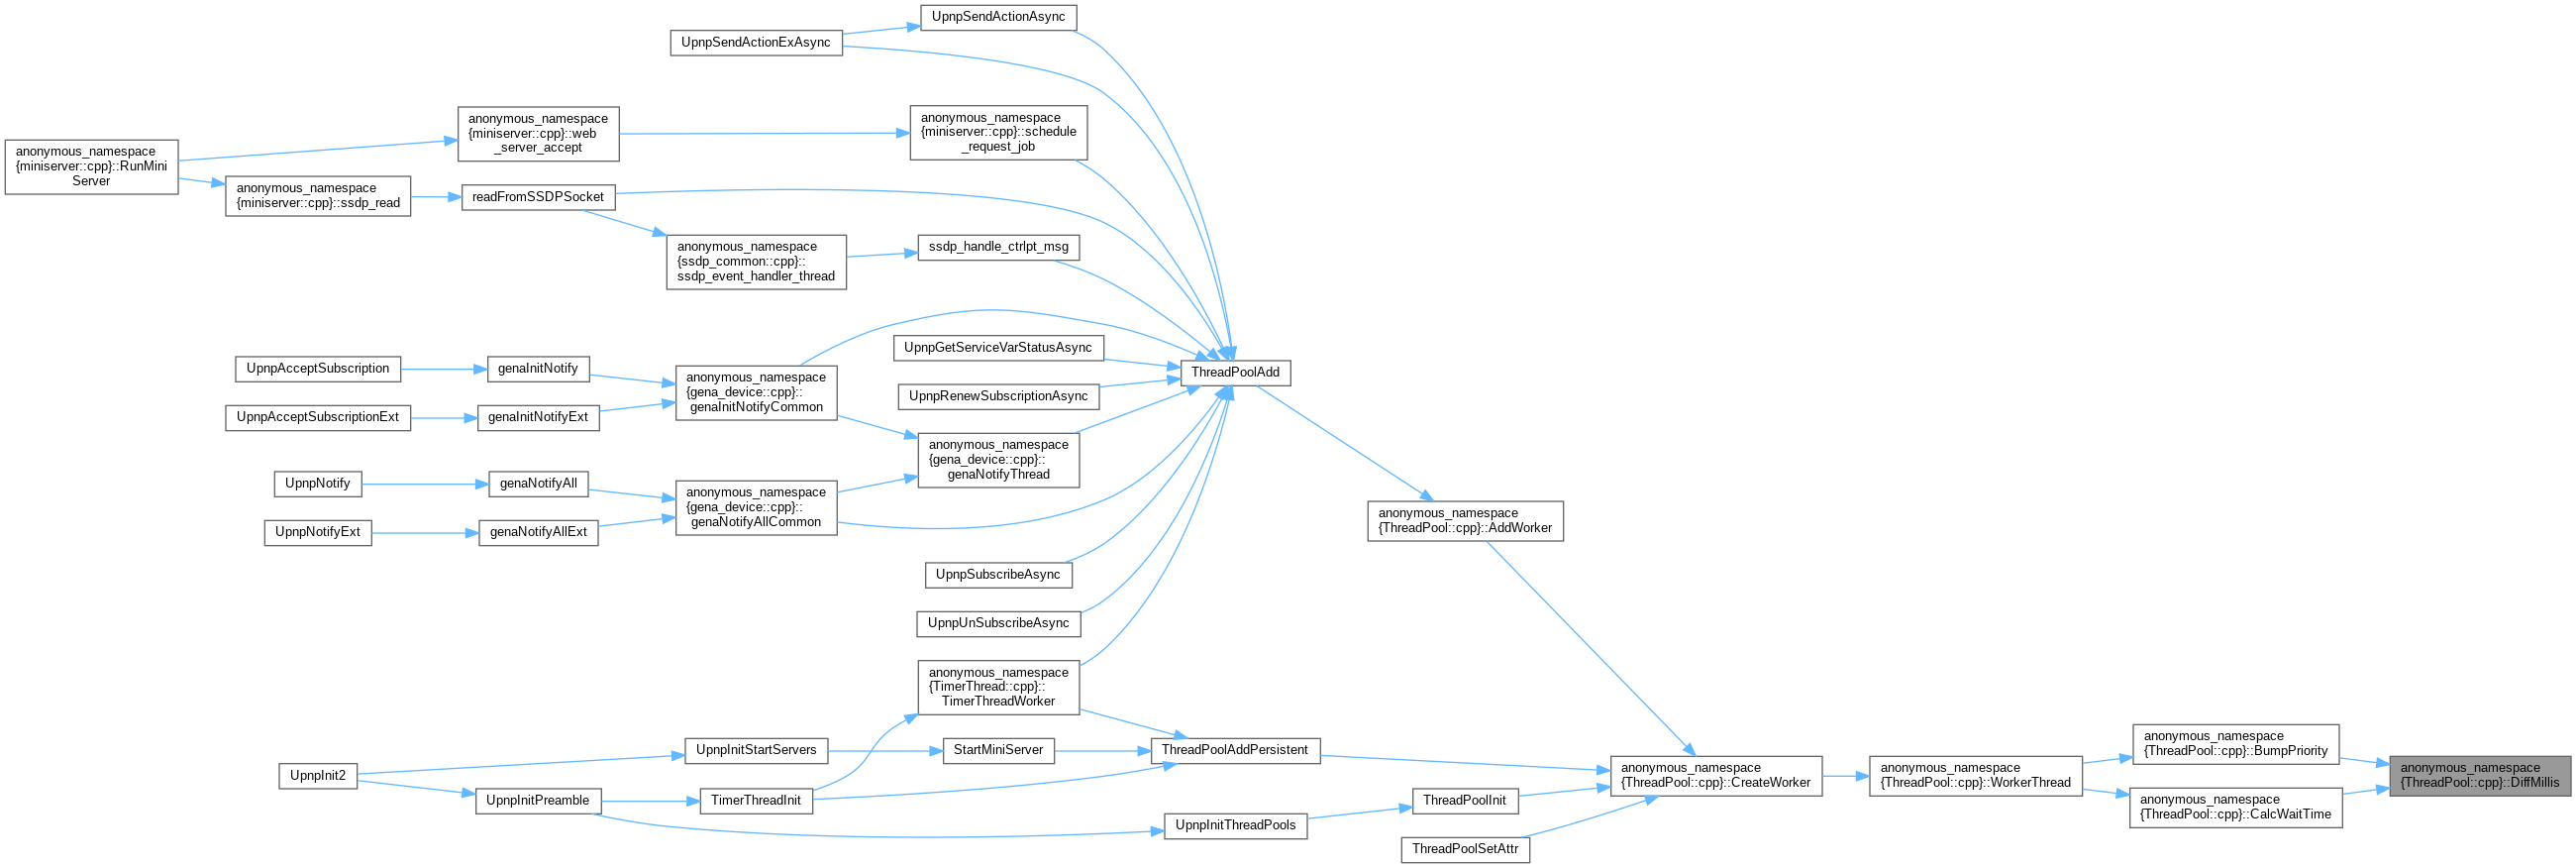 UpnpSendActionAsync
UpnpSendActionExAsync
anonymous_namespace
{miniserver::cpp}::web
_server_accept
anonymous_namespace
{miniserver::cpp}::schedule
_request_job
anonymous_namespace
{miniserver::cpp}::RunMini
Server
anonymous_namespace
{miniserver::cpp}::ssdp_read
readFromSSDPSocket
anonymous_namespace
{ssdp_common::cpp}::
ssdp_event_handler_thread
ssdp_handle_ctrlpt_msg
UpnpGetServiceVarStatusAsync
UpnpAcceptSubscription
genaInitNotify
anonymous_namespace
{gena_device::cpp}::
genaInitNotifyCommon
ThreadPoolAdd
UpnpRenewSubscriptionAsync
UpnpAcceptSubscriptionExt
genaInitNotifyExt
anonymous_namespace
{gena_device::cpp}::
genaNotifyThread
UpnpNotify
genaNotifyAll
anonymous_namespace
{gena_device::cpp}::
genaNotifyAllCommon
UpnpNotifyExt
genaNotifyAllExt
anonymous_namespace
{ThreadPool::cpp}::AddWorker
UpnpSubscribeAsync
UpnpUnSubscribeAsync
anonymous_namespace
{TimerThread::cpp}::
TimerThreadWorker
UpnpInitStartServers
StartMiniServer
ThreadPoolAddPersistent
UpnpInit2
UpnpInitPreamble
TimerThreadInit
ThreadPoolInit
UpnpInitThreadPools
ThreadPoolSetAttr
anonymous_namespace
{ThreadPool::cpp}::CreateWorker
anonymous_namespace
{ThreadPool::cpp}::WorkerThread
anonymous_namespace
{ThreadPool::cpp}::BumpPriority
anonymous_namespace
{ThreadPool::cpp}::CalcWaitTime
anonymous_namespace
{ThreadPool::cpp}::DiffMillis